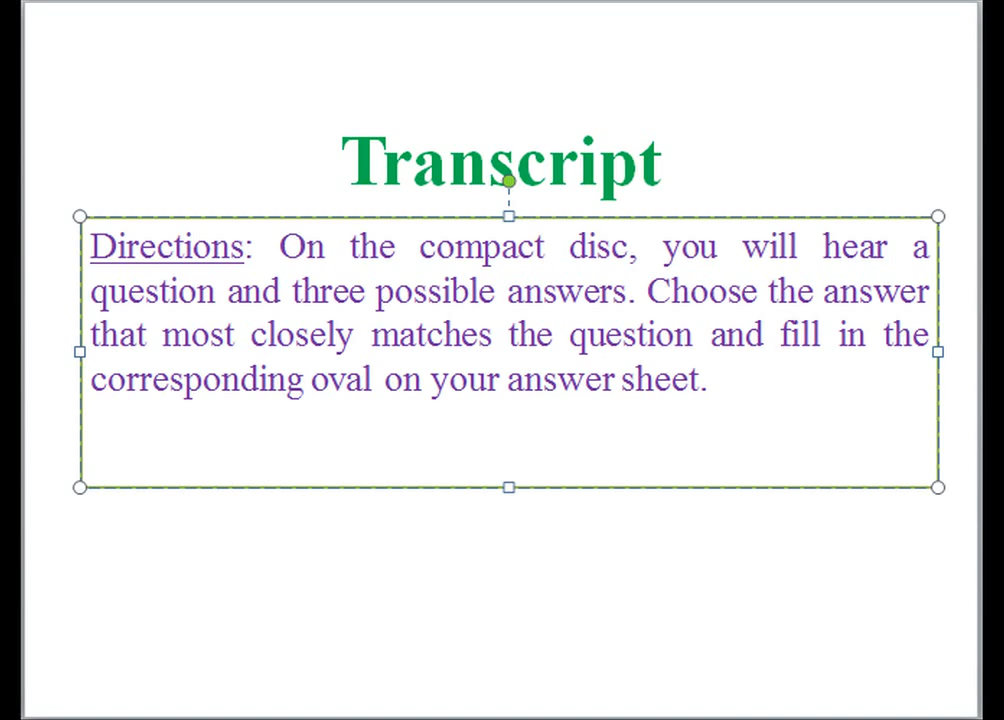 Transcript
Directions: On the compact disc, you will hear a
question and three possible answers. Choose the answer
that most closely matches the question and fill in the
corresponding oval on your answer sheet.